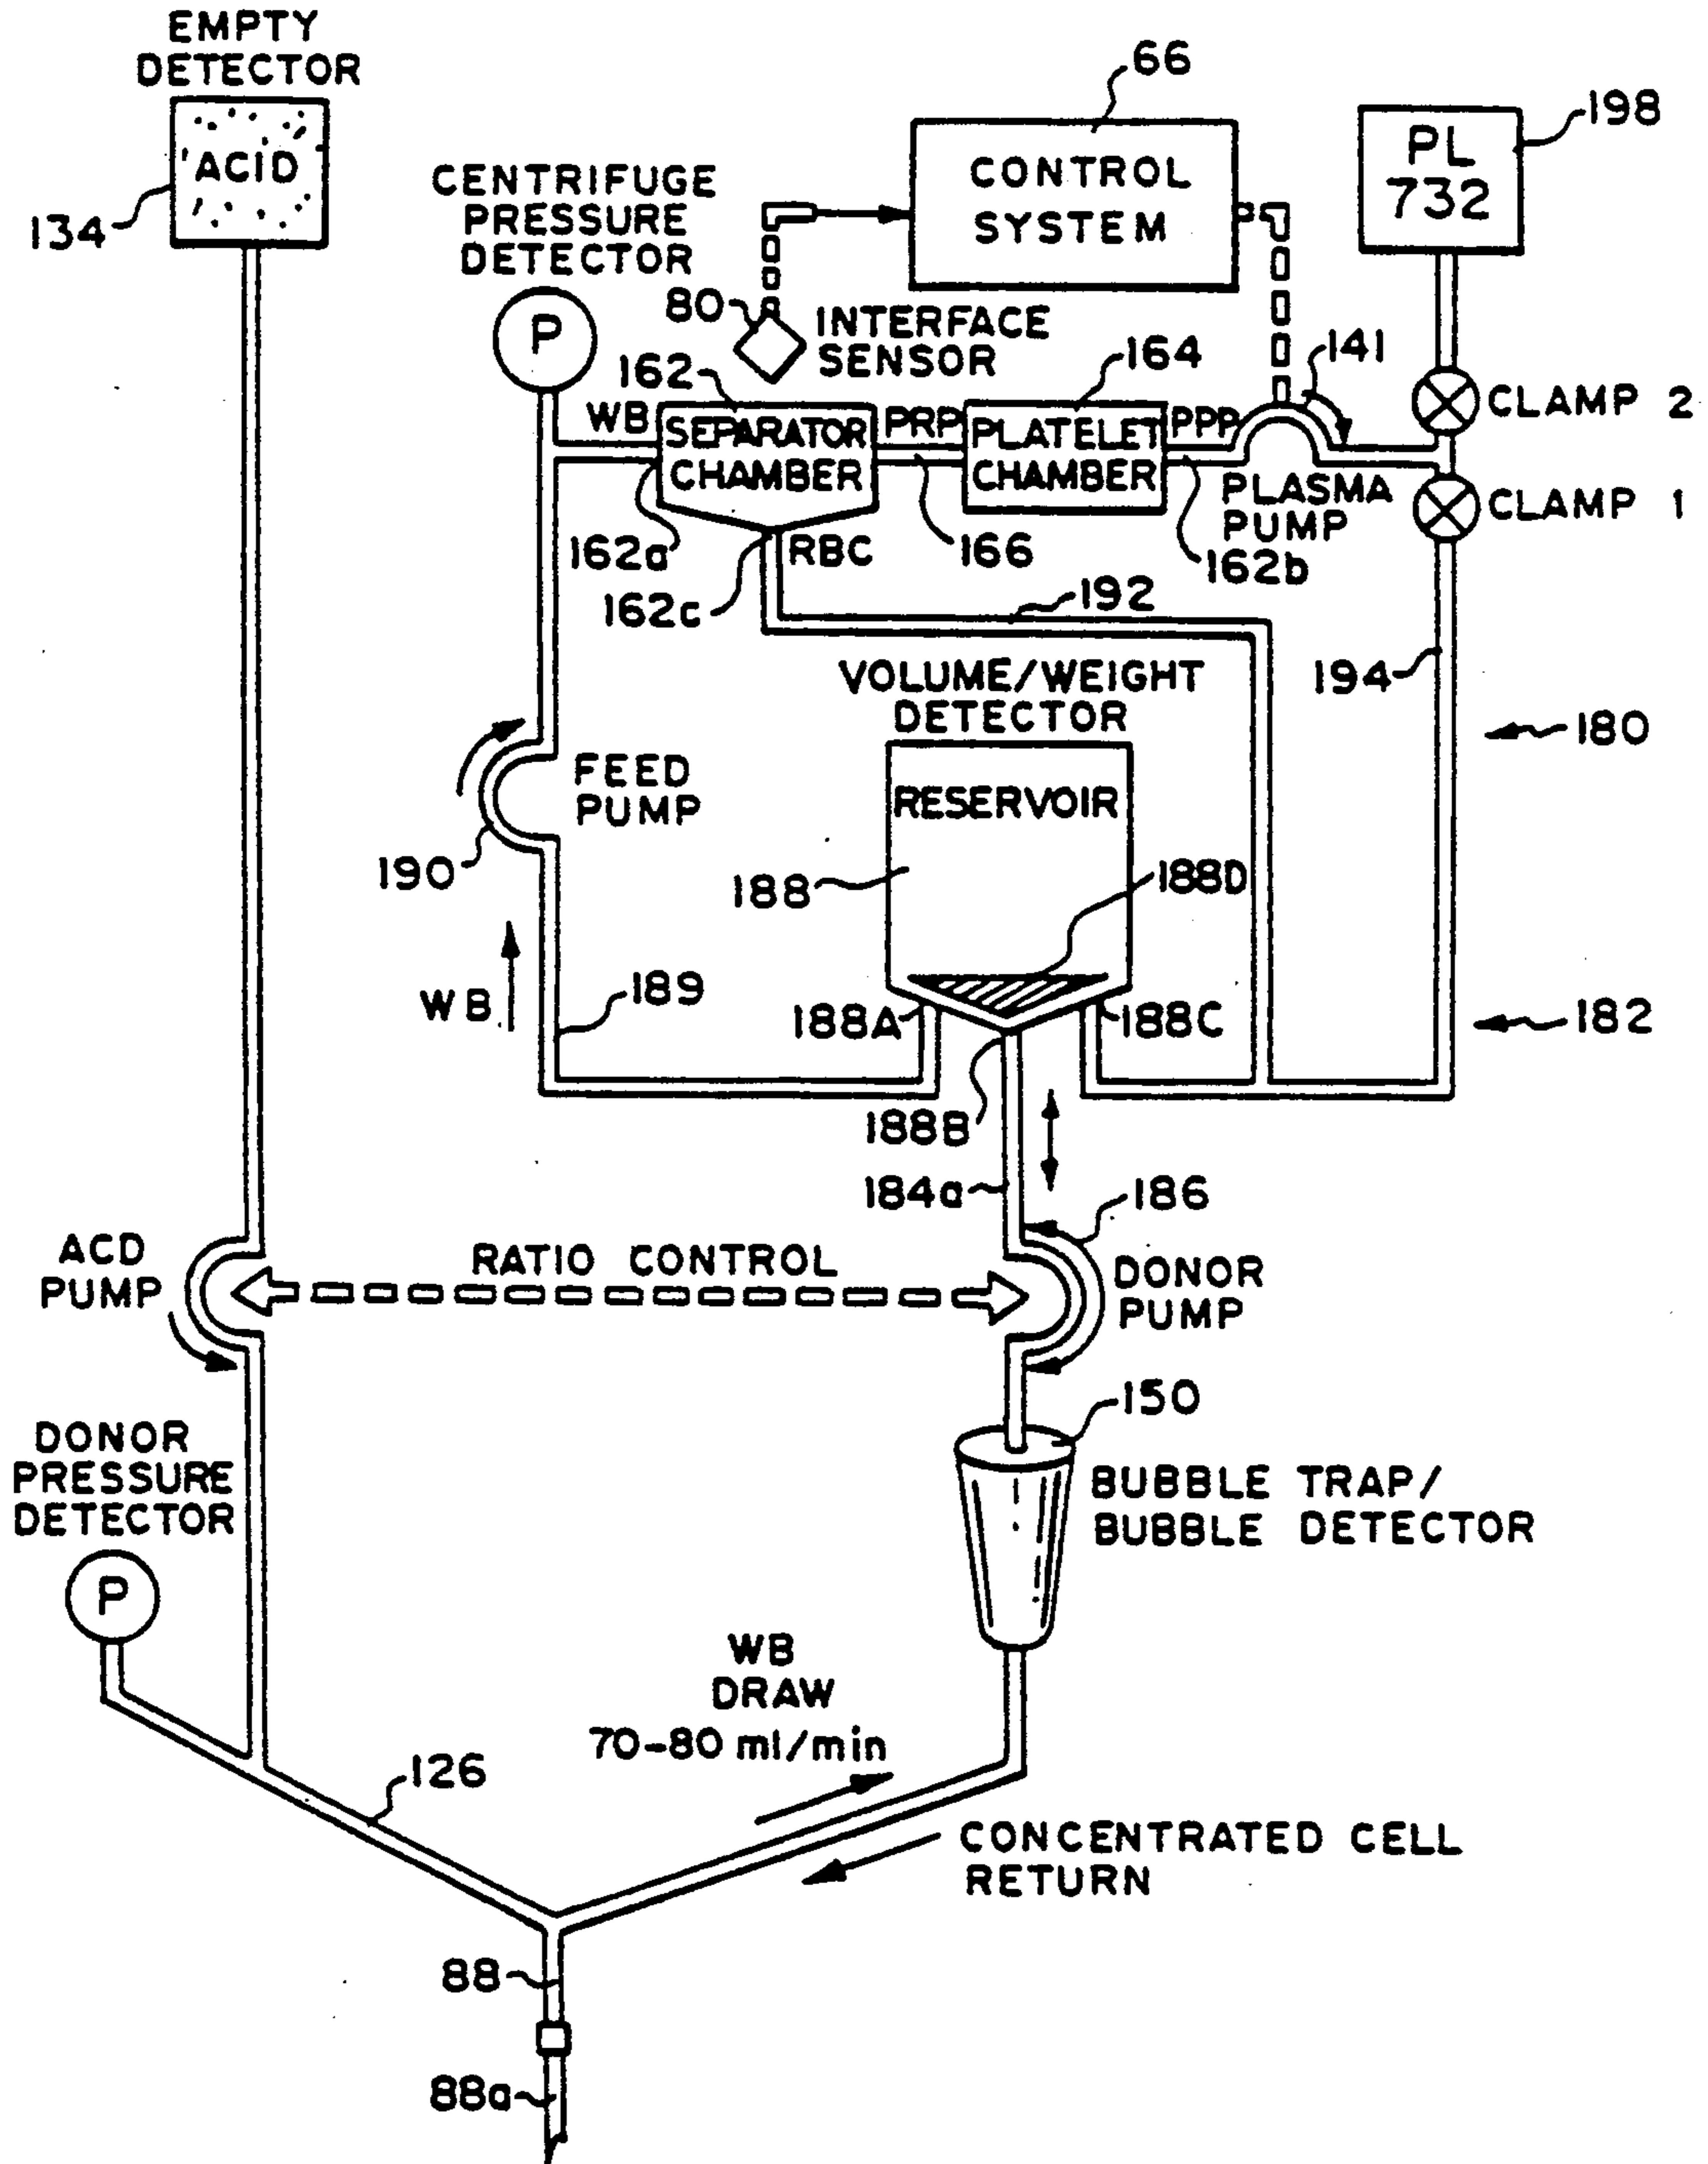 EMPTY
DETECTOR
ACID
134
CENTRIFUGE
PRESSURE
DETECTOR
P
66
CONTROL
SYSTEM
198
PL
732
80
INTERFACE
SENSOR
162
164
141
CLAMP 2
WB
SEPARATOR
CHAMBER
PRP
PLATELET
CHAMBER
PPP
PLASMA
PUMP
CLAMP 1
162a
RBC
166
162b
162c
192
194
VOLUME/WEIGHT
DETECTOR
180
FEED
PUMP
RESERVOIR
190
188
188D
WB
189
188A
188C
182
188B
184a
186
ACD
PUMP
RATIO CONTROL
DONOR
PUMP
150
DONOR
PRESSURE
DETECTOR
BUBBLE TRAP/
BUBBLE DETECTOR
P
WB
DRAW
70-80 ml/min
126
CONCENTRATED CELL
RETURN
88
88a